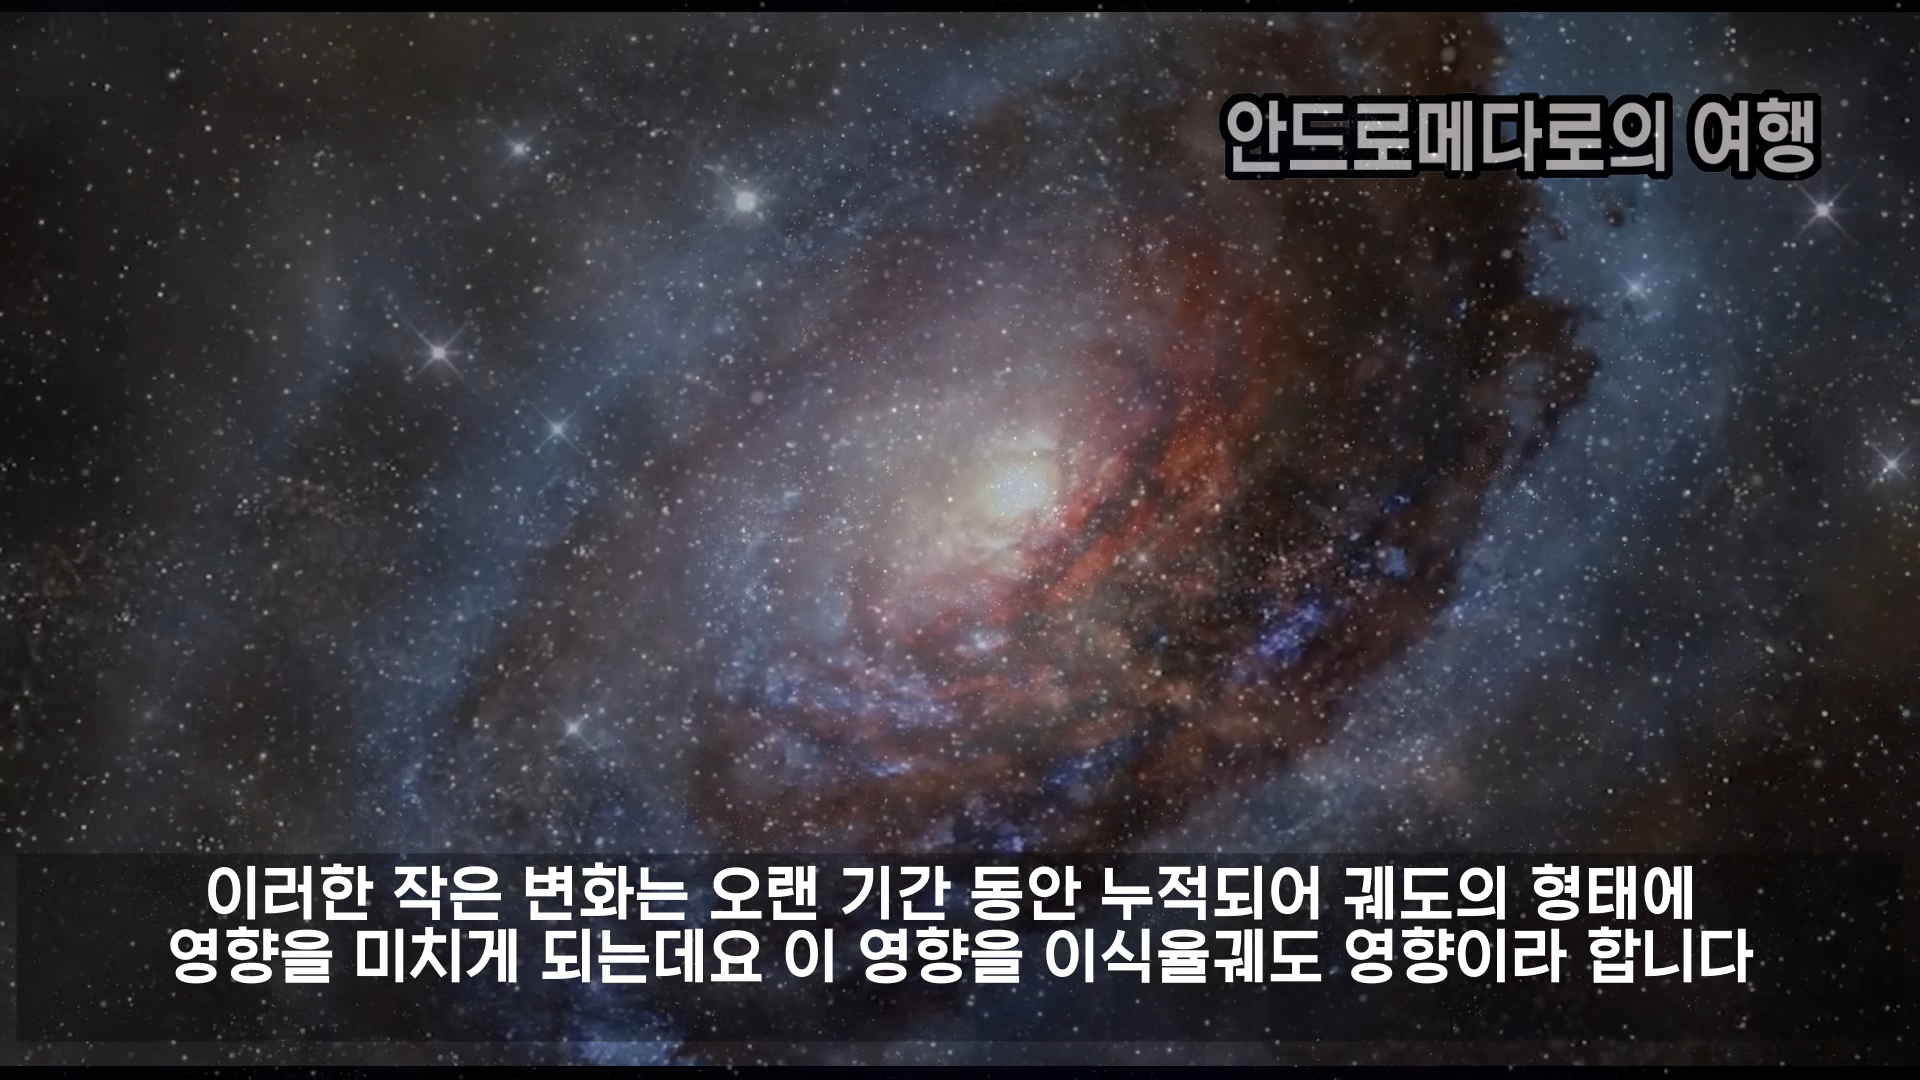 안드로메다로의 여행
이러한 작은 변화는 오랜 기간 동안 누적되어 궤도의 형태에
영향을 미치게 되는데요 이 영향을 이식율궤도 영향이라 합니다